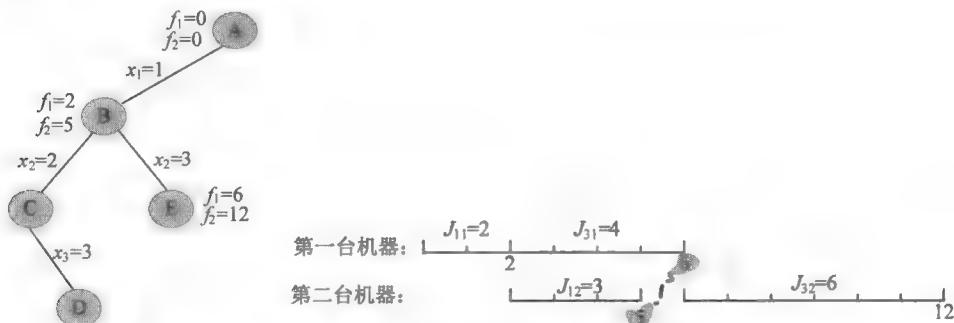 f₁=0
f₂=0
A
x₁=1
f₁=2
f₂=5
B
x₂=2
x₂=3
C
E
f₁=6
f₂=12
x₃=3
D
第一台机器：
J₁₁=2
J₃₁=4
2
第二台机器：
J₁₂=3
J₃₂=6
12